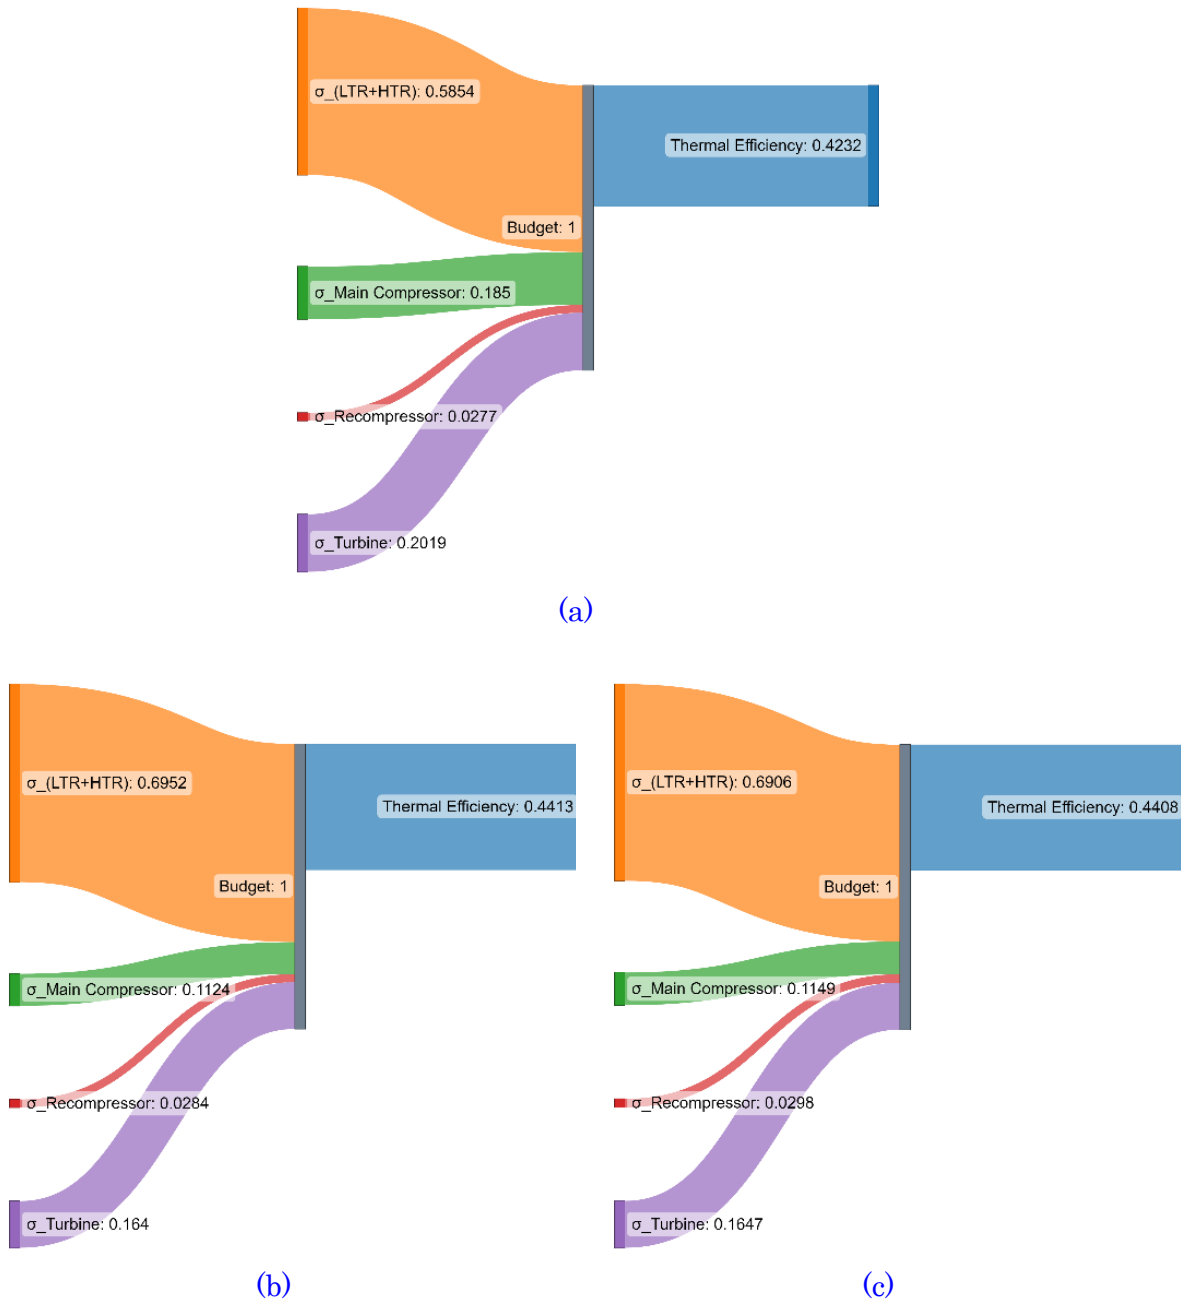 σ_(LTR+HTR): 0.5854
Thermal Efficiency: 0.4232
Budget: 1
σ_Main Compressor: 0.185
σ_Recompressor: 0.0277
σ_Turbine: 0.2019
(a)
σ_(LTR+HTR): 0.6952
Thermal Efficiency: 0.4413
Budget: 1
σ_Main Compressor: 0.1124
σ_Recompressor: 0.0284
σ_Turbine: 0.164
(b)
σ_(LTR+HTR): 0.6906
Thermal Efficiency: 0.4408
Budget: 1
σ_Main Compressor: 0.1149
σ_Recompressor: 0.0298
σ_Turbine: 0.1647
(c)